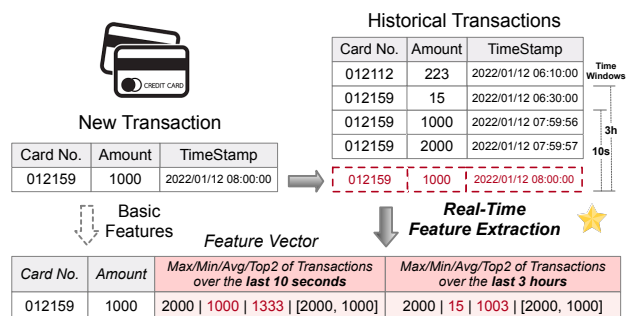 Historical Transactions
Card No. Amount TimeStamp
012112 223 2022/01/12 06:10:00
012159 15 2022/01/12 06:30:00
012159 1000 2022/01/12 07:59:56
012159 2000 2022/01/12 07:59:57
012159 1000 2022/01/12 08:00:00
Time
Windows
3h
10s
CREDIT CARD
New Transaction
Card No. Amount TimeStamp
012159 1000 2022/01/12 08:00:00
Basic
Features
Real-Time
Feature Extraction
Feature Vector
Card No. Amount Max/Min/Avg/Top2 of Transactions over the last 10 seconds Max/Min/Avg/Top2 of Transactions over the last 3 hours
012159 1000 2000 | 1000 | 1333 | [2000, 1000] 2000 | 15 | 1003 | [2000, 1000]